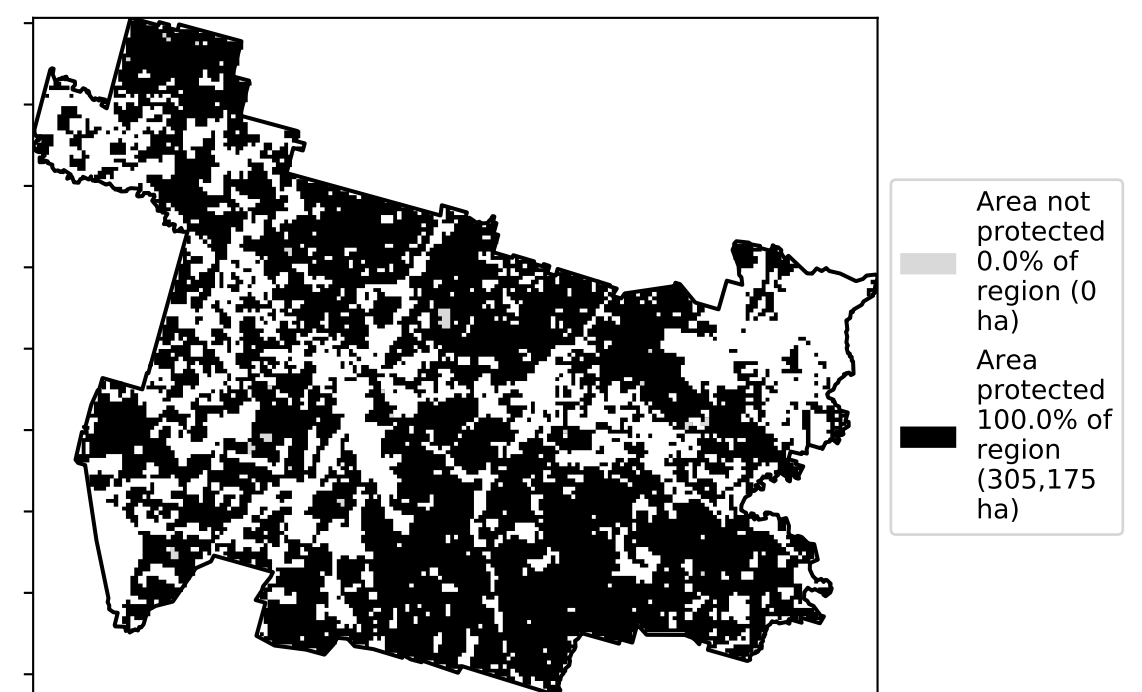 Area not
protected
0.0% of
region (0
ha)
Area
protected
100.0% of
region
(305,175
ha)